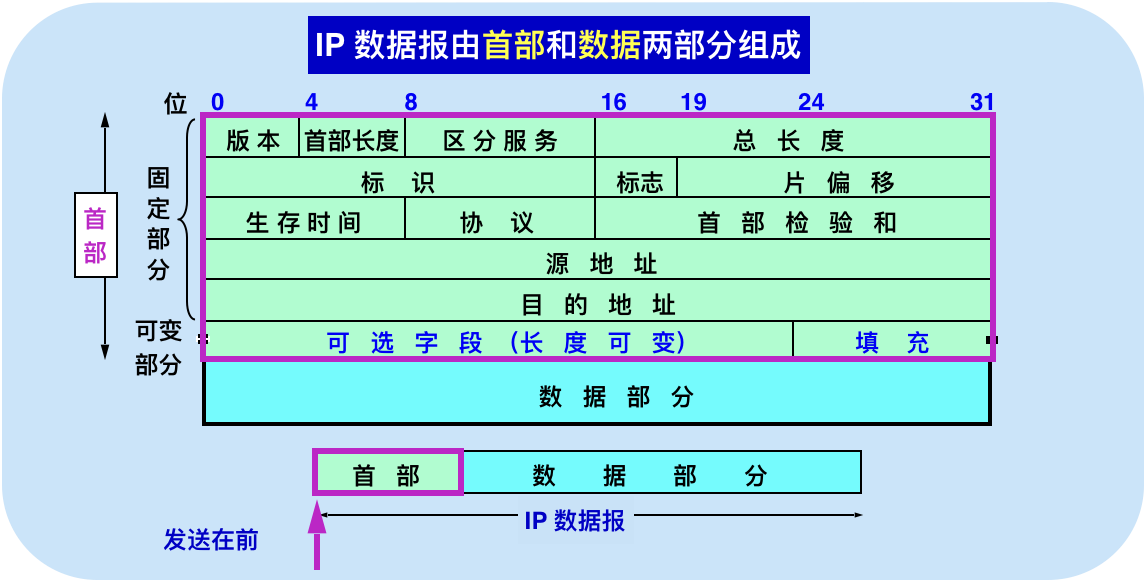 IP 数据报由首部和数据两部分组成
位 0 4 8 16 19 24 31
版本 首部长度 区分服务 总长度
标识 标志 片偏移
生存时间 协议 首部检验和
源地址
目的地址
可选字段（长度可变） 填充
数据部分
固定部分
首部
可变部分
首部 数据部分
IP 数据报
发送在前